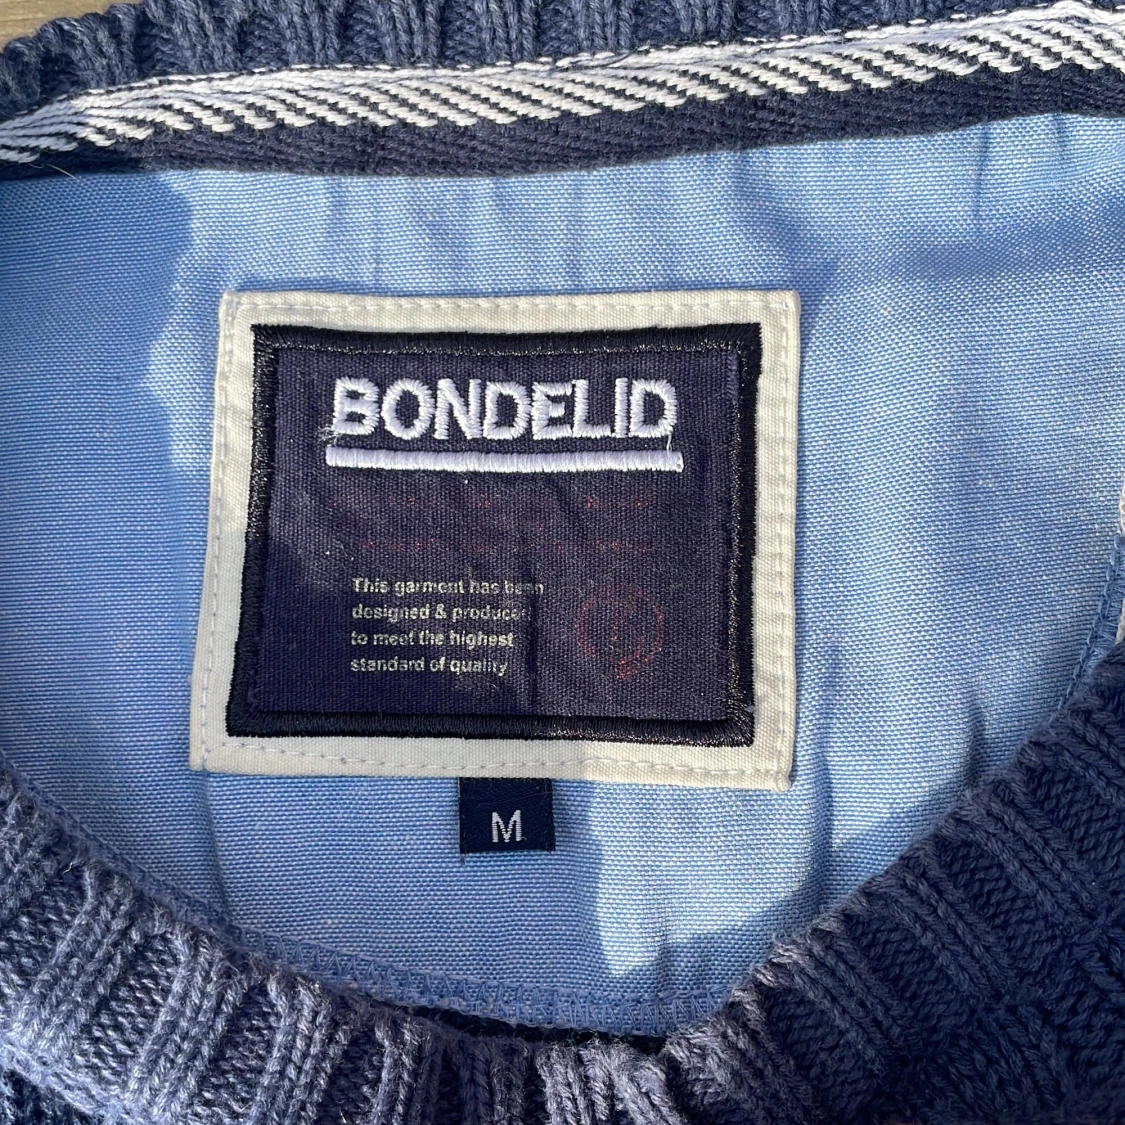 BONDELID
This garment has been
designed & produced
to meet the highest
standard of quality
M